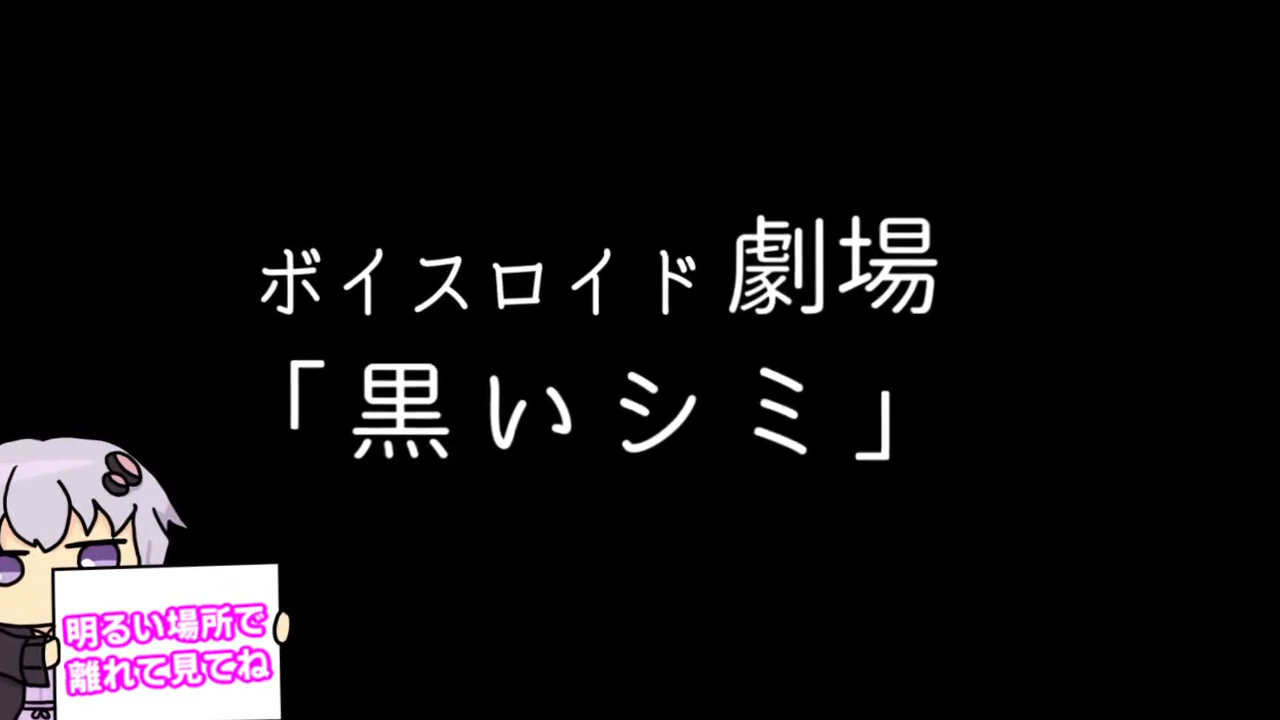 ボイスロイド劇場
「黒いシミ」
明るい場所で
離れて見てね